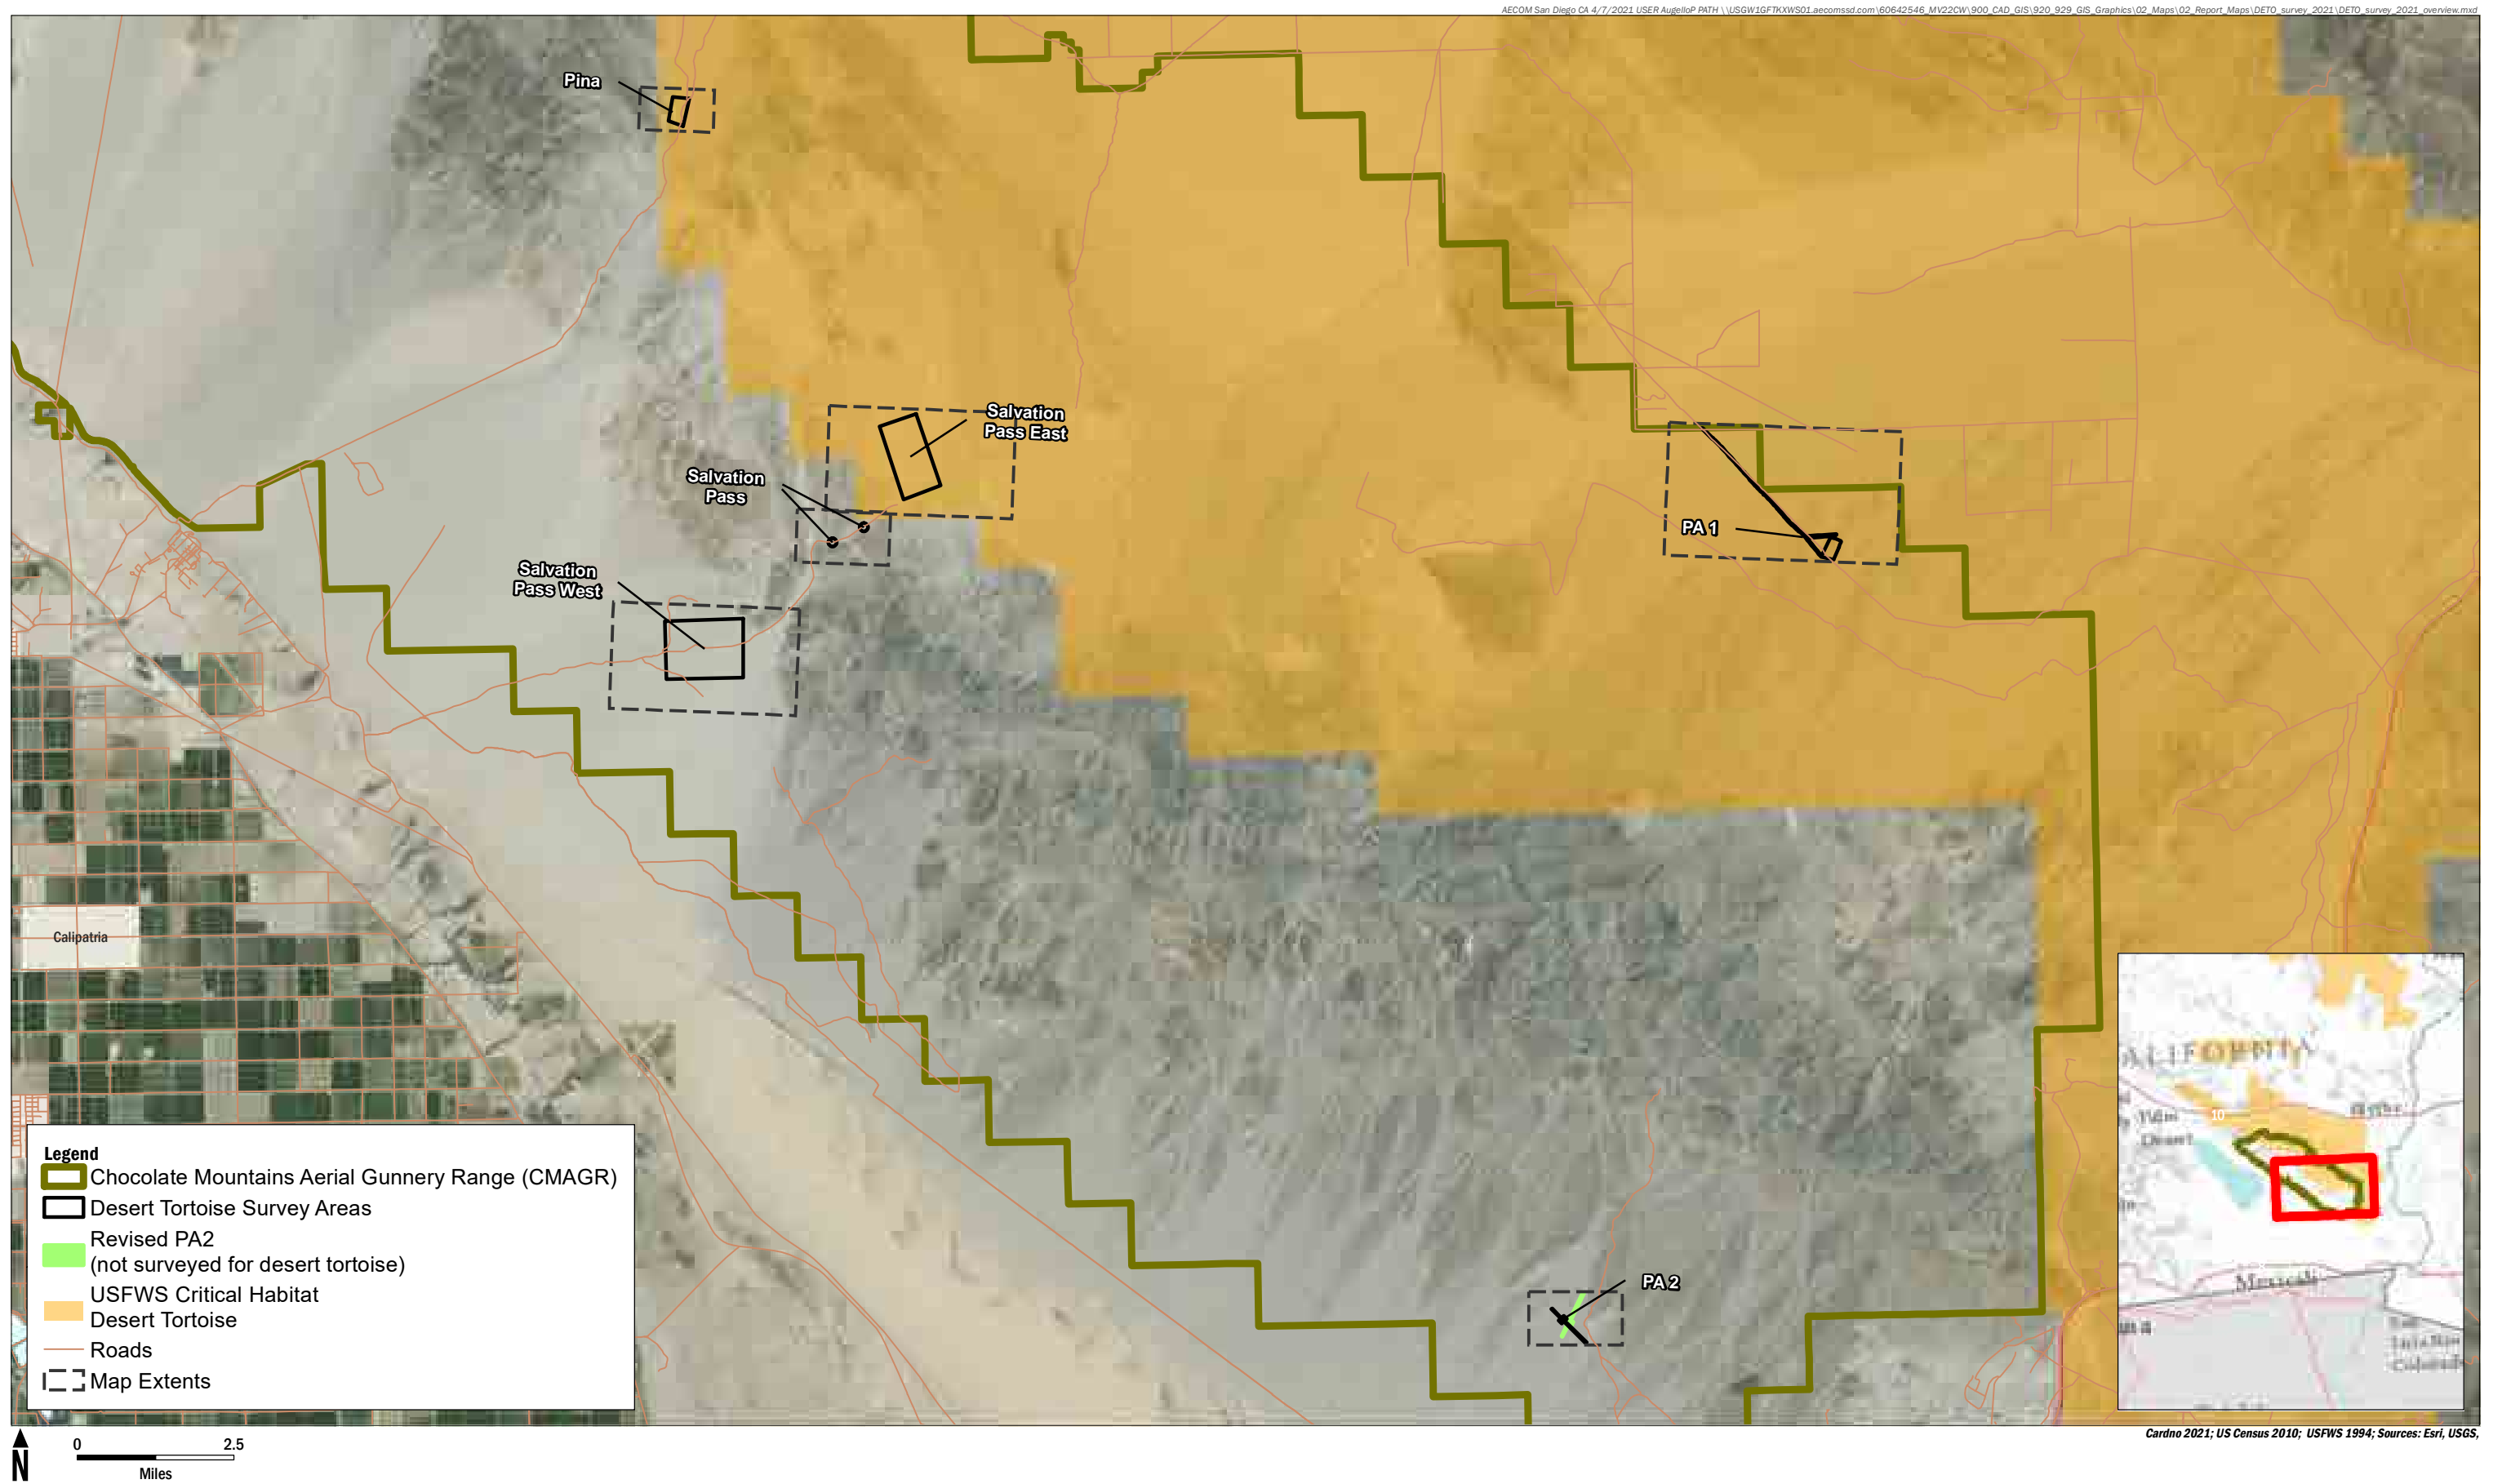 AECOM San Diego CA 4/7/2021 USER AugelloP PATH \\USGW1GFTKXWS01.aecomssd.com\60642546_MV22CW\900_CAD_GIS\920_929_GIS_Graphics\02_Maps\02_Report_Maps\DETO_survey_2021\DETO_survey_2021_overview.mxd
Pina
Salvation
Pass East
Salvation
Pass
PA 1
Salvation
Pass West
Calipatria
PA 2
10
Desert
Mexicali
Legend
Chocolate Mountains Aerial Gunnery Range (CMAGR)
Desert Tortoise Survey Areas
Revised PA2
(not surveyed for desert tortoise)
USFWS Critical Habitat
Desert Tortoise
Roads
Map Extents
N
0 2.5
Miles
Cardno 2021; US Census 2010; USFWS 1994; Sources: Esri, USGS,